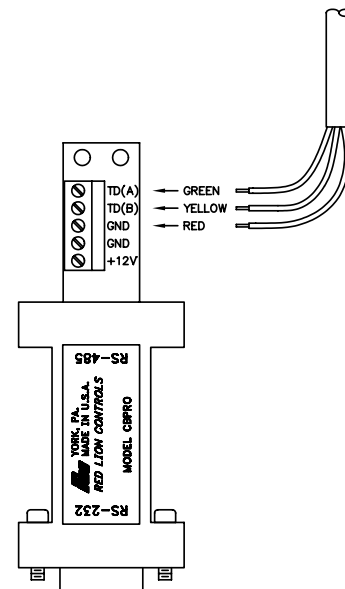 TD(A) GREEN
TD(B) YELLOW
GND RED
GND
+12V
RS-485
YORK, PA.
MADE IN U.S.A.
RED LION CONTROLS
MODEL CBPRO
RS-232